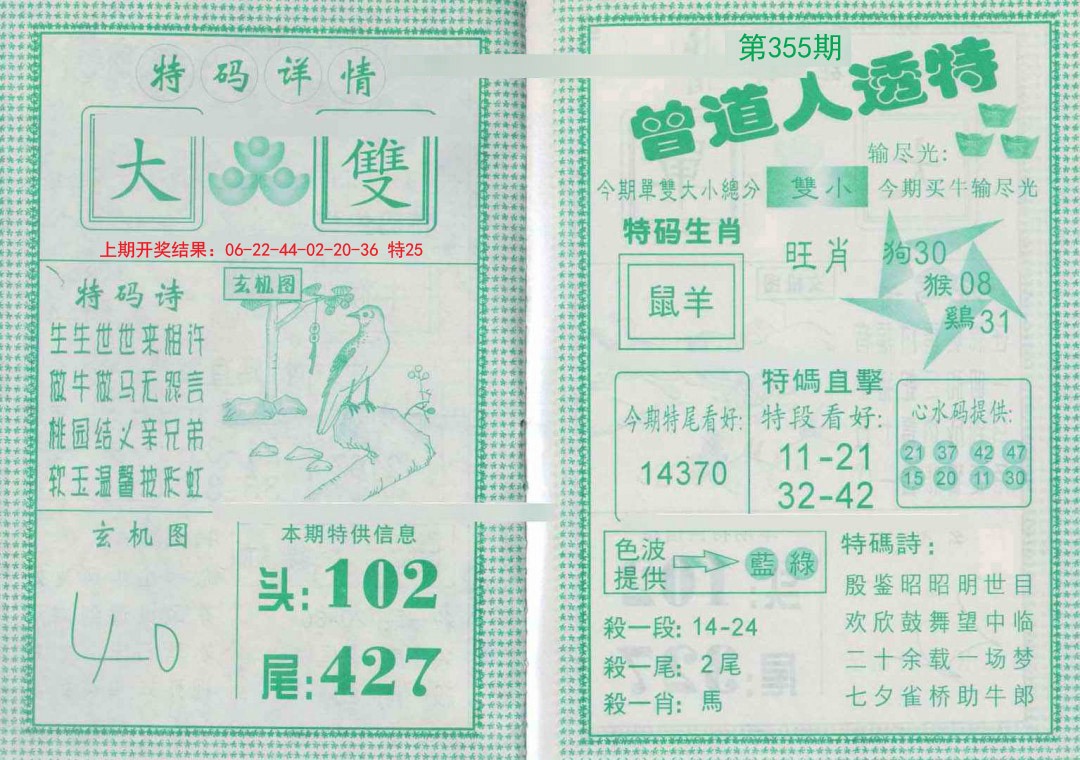 特码详情
大 雙
上期开奖结果：06-22-44-02-20-36 特25
特码诗
生生世世来相许
做牛做马无怨言
桃园结义亲兄弟
软玉温馨披彩虹
玄机图
玄机图
40
本期特供信息
头:102
尾:427
第355期
曾道人透特
输尽光:
今期單雙大小總分 雙小 今期买牛输尽光
特码生肖
鼠羊
旺肖
狗30
猴08
鷄31
今期特尾看好:
14370
特碼直擊
特段看好:
11-21
32-42
心水码提供:
21 37 42 47
15 20 11 30
色波
提供
藍 綠
殺一段: 14-24
殺一尾: 2尾
殺一肖: 馬
特碼詩:
殷鉴昭昭明世目
欢欣鼓舞望中临
二十余载一场梦
七夕雀桥助牛郎